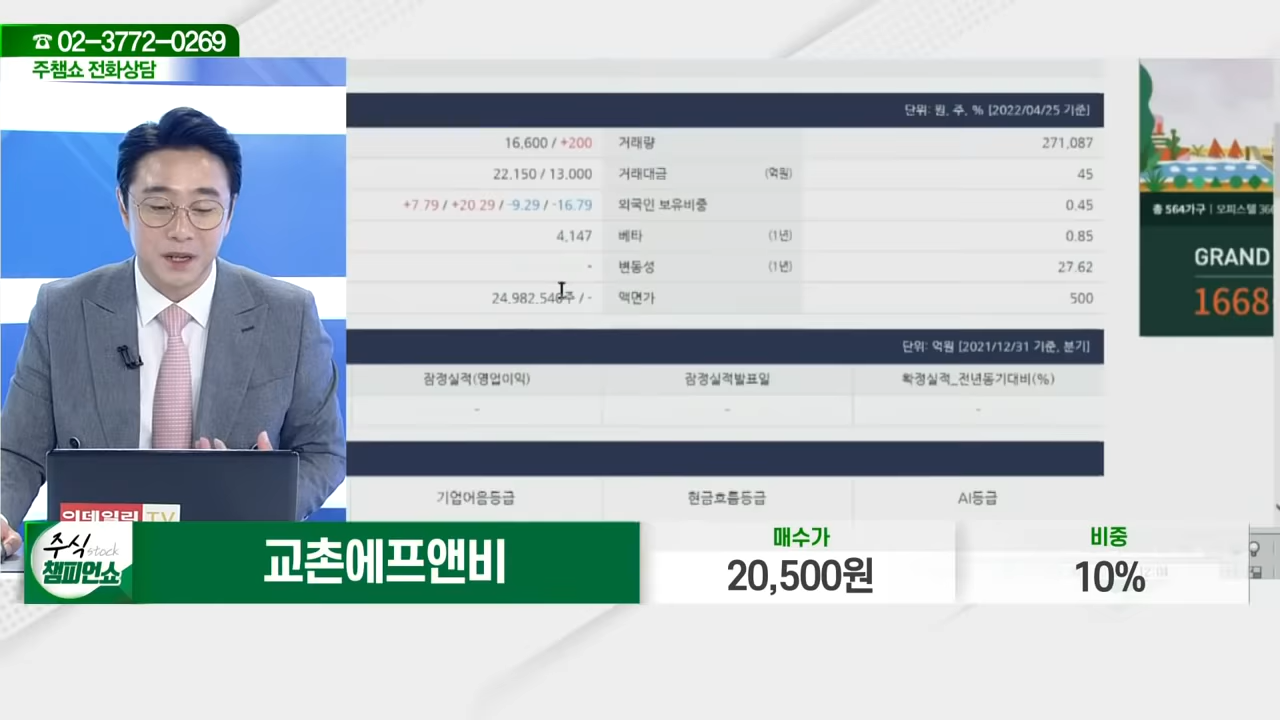 ☎ 02-3772-0269
주챔쇼 전화상담
단위: 원, 주, % [2022/04/25 기준]
16,600 / +200 거래량 271,087
22,150 / 13,000 거래대금 (억원) 45
+7.79 / +20.29 / -9.29 / -16.79 외국인 보유비중 0.45
4,147 베타 (1년) 0.85
- 변동성 (1년) 27.62
24,982,540주 / - 액면가 500
단위: 억원 [2021/12/31 기준, 분기]
잠정실적(영업이익) 잠정실적발표일 확정실적_전년동기대비(%)
- - -
기업어음등급 현금흐름등급 AI등급
총 564가구 | 오피스텔 36
GRAND
1668
이데일리 TV
주식 stock
챔피언쇼
교촌에프앤비
매수가
20,500원
비중
10%